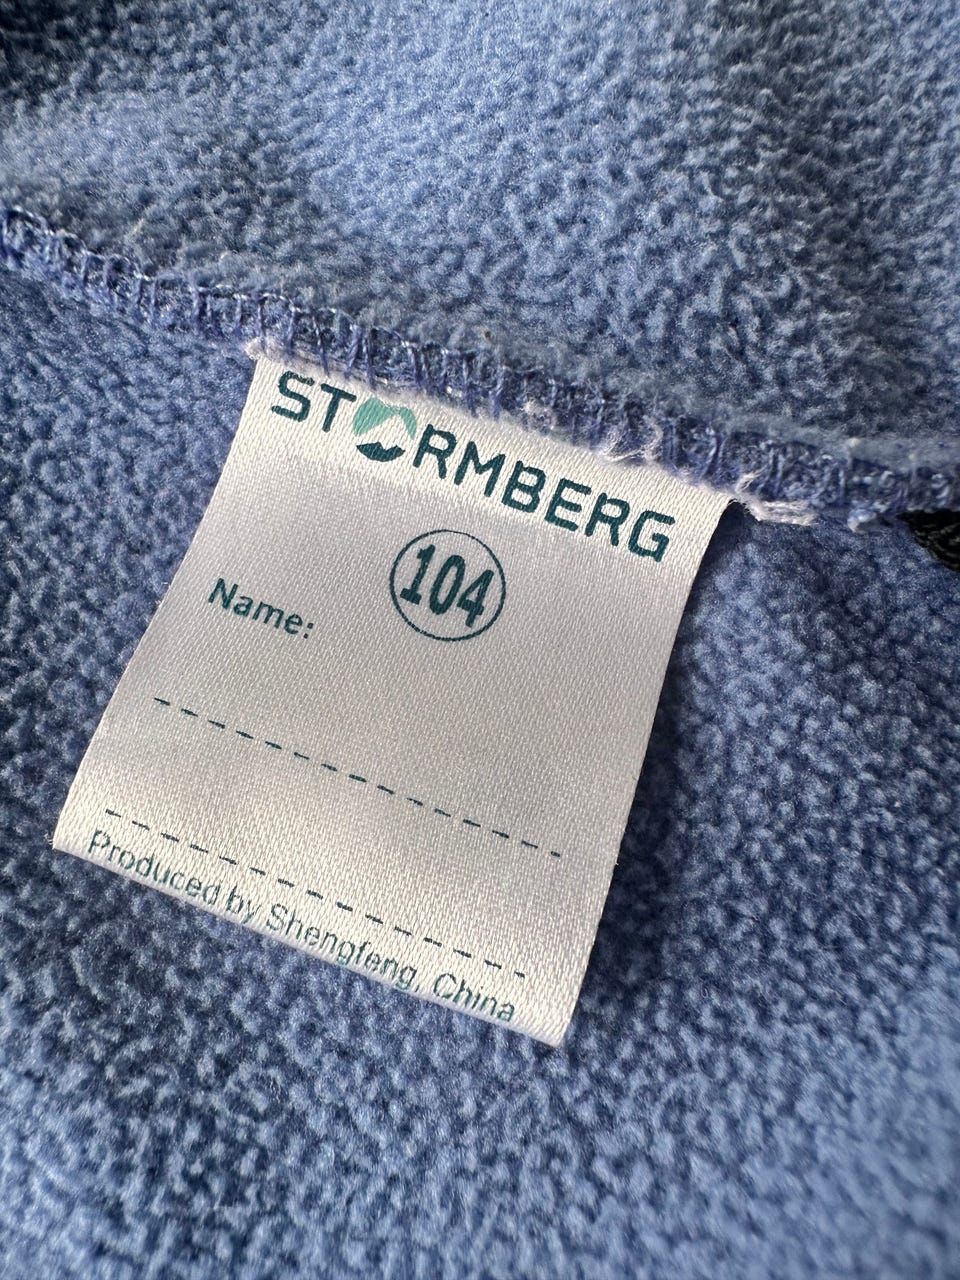 STORMBERG
104
Name:
Produced by Shengfeng, China